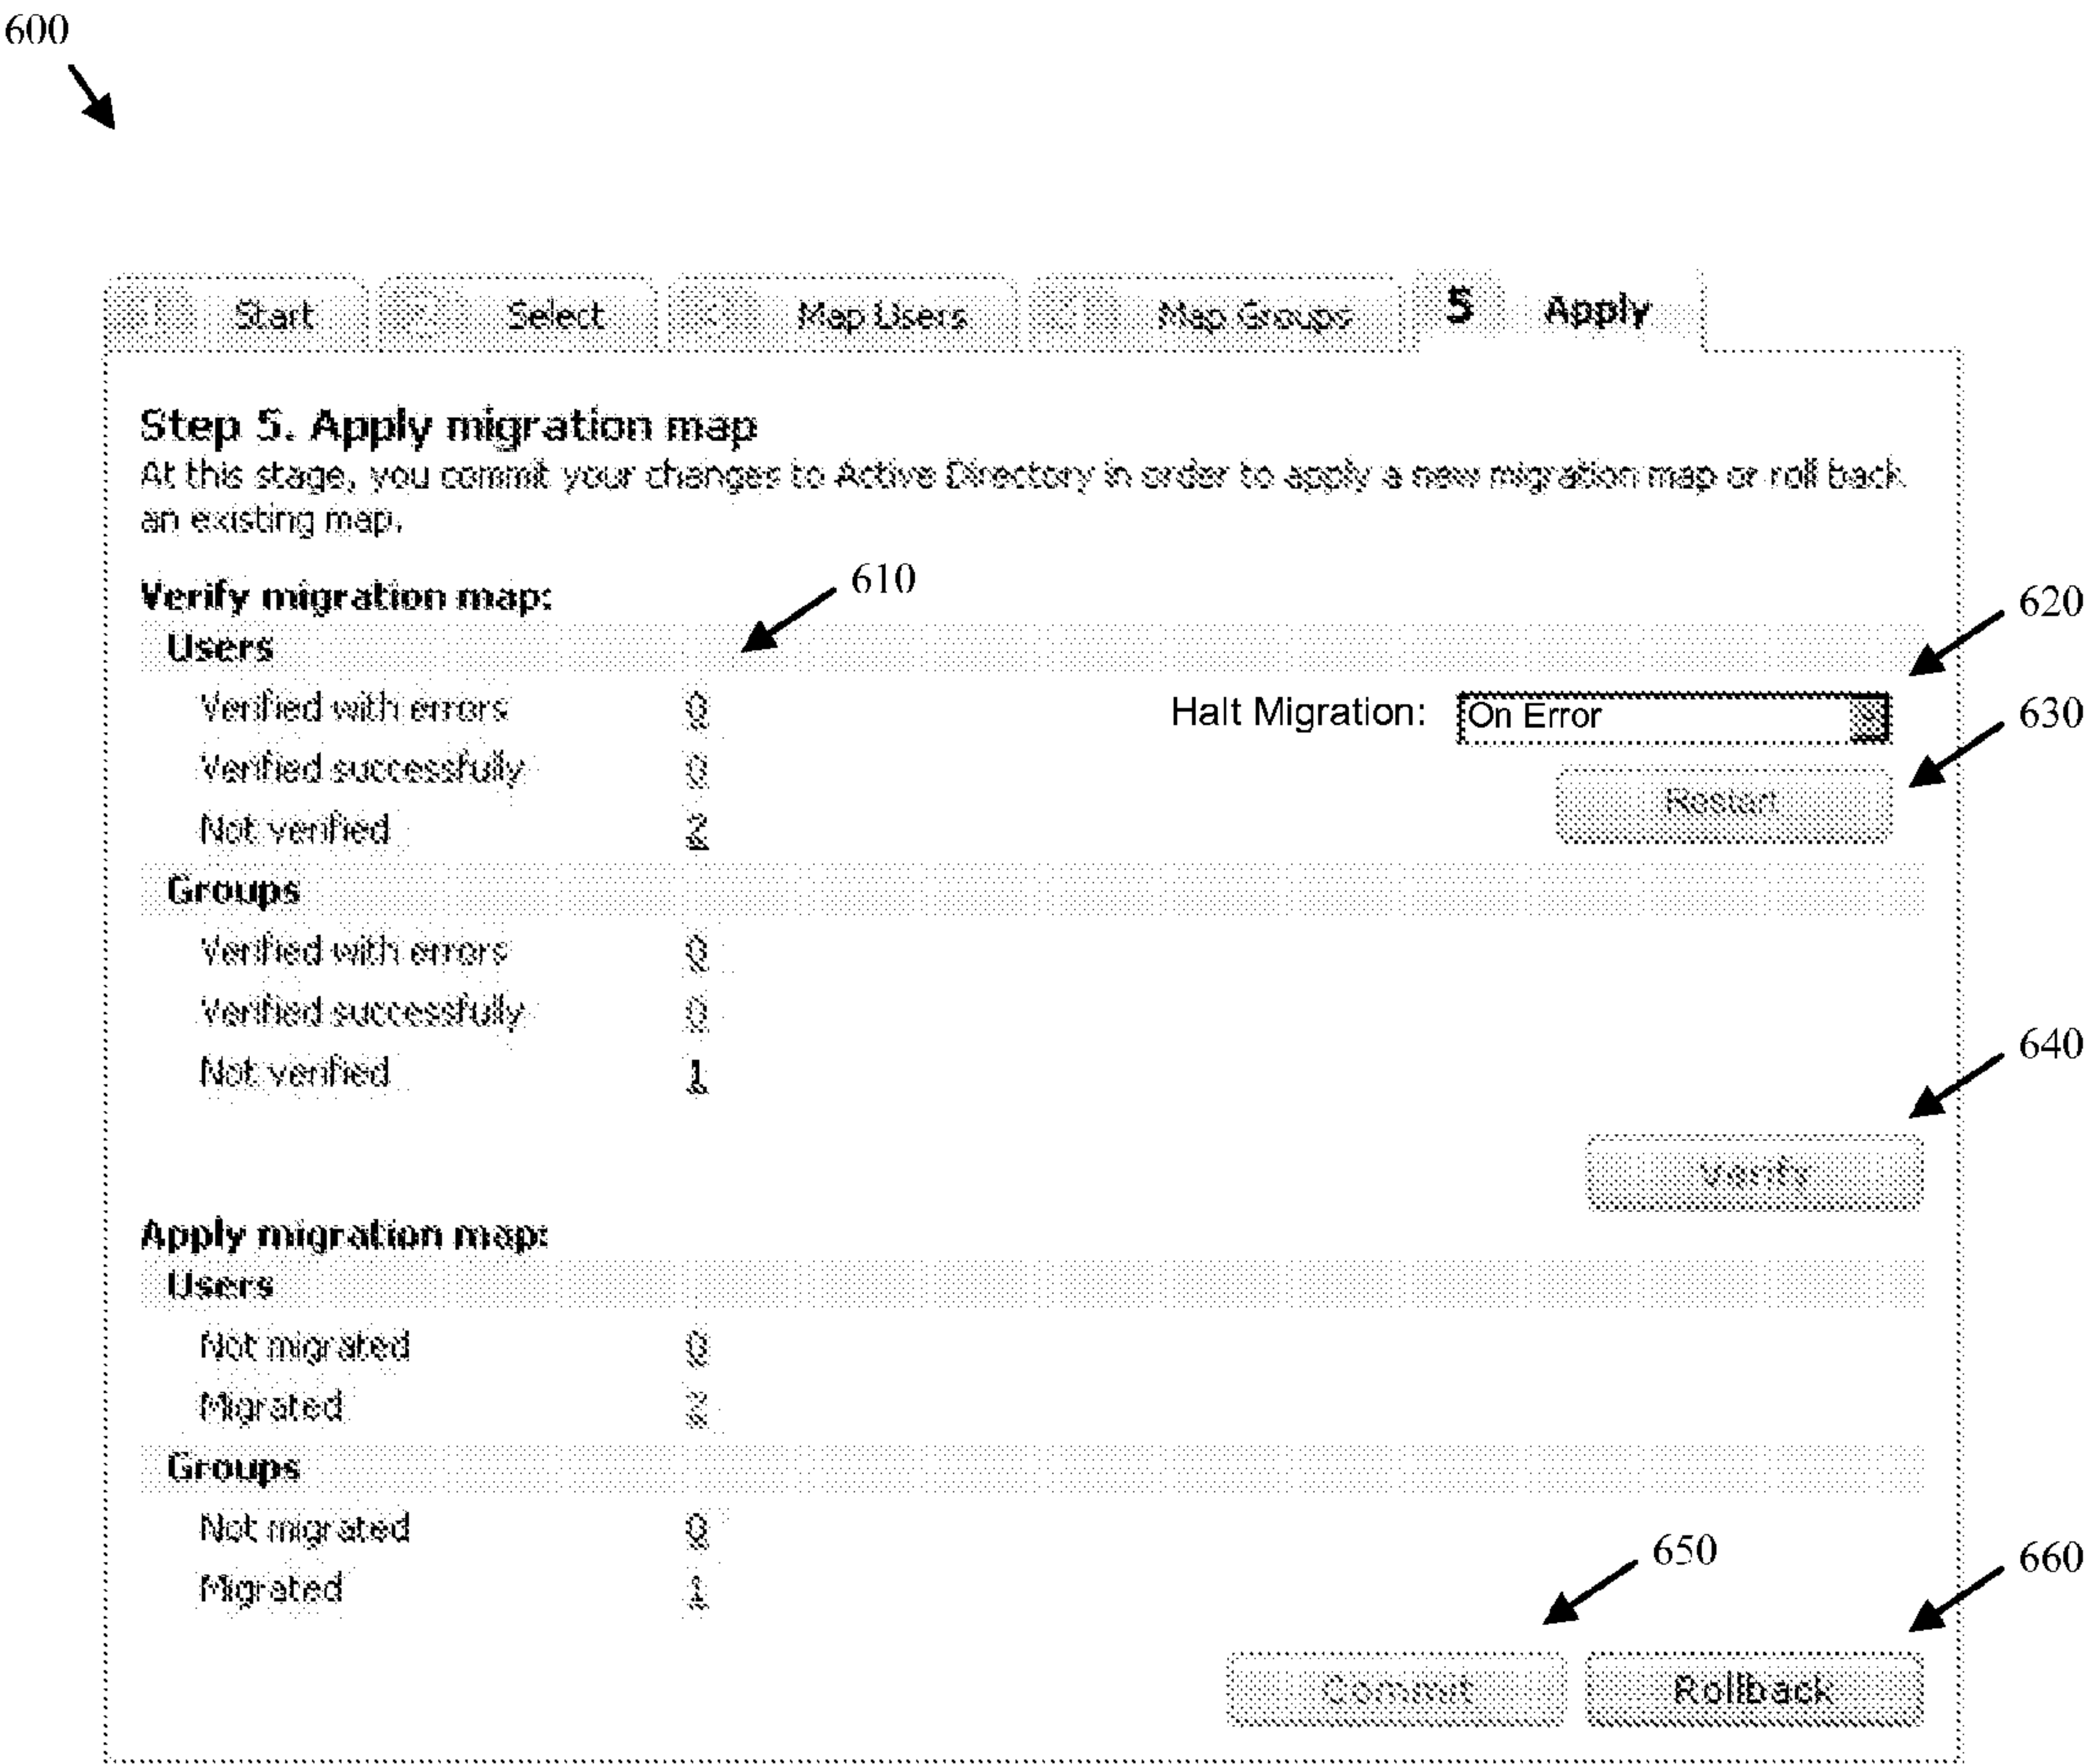 600
Start Select Map Users Map Groups 5 Apply
Step 5. Apply migration map
At this stage, you commit your changes to Active Directory in order to apply a new migration map or roll back
an existing map.
Verify migration map:
610
620
Users
Verified with errors 0
Halt Migration: On Error
630
Verified successfully 0
Restart
Not verified 2
Groups
Verified with errors 0
Verified successfully 0
640
Not verified 1
Verify
Apply migration map:
Users
Not migrated 0
Migrated 2
Groups
Not migrated 0
650
660
Migrated 1
Commit Rollback